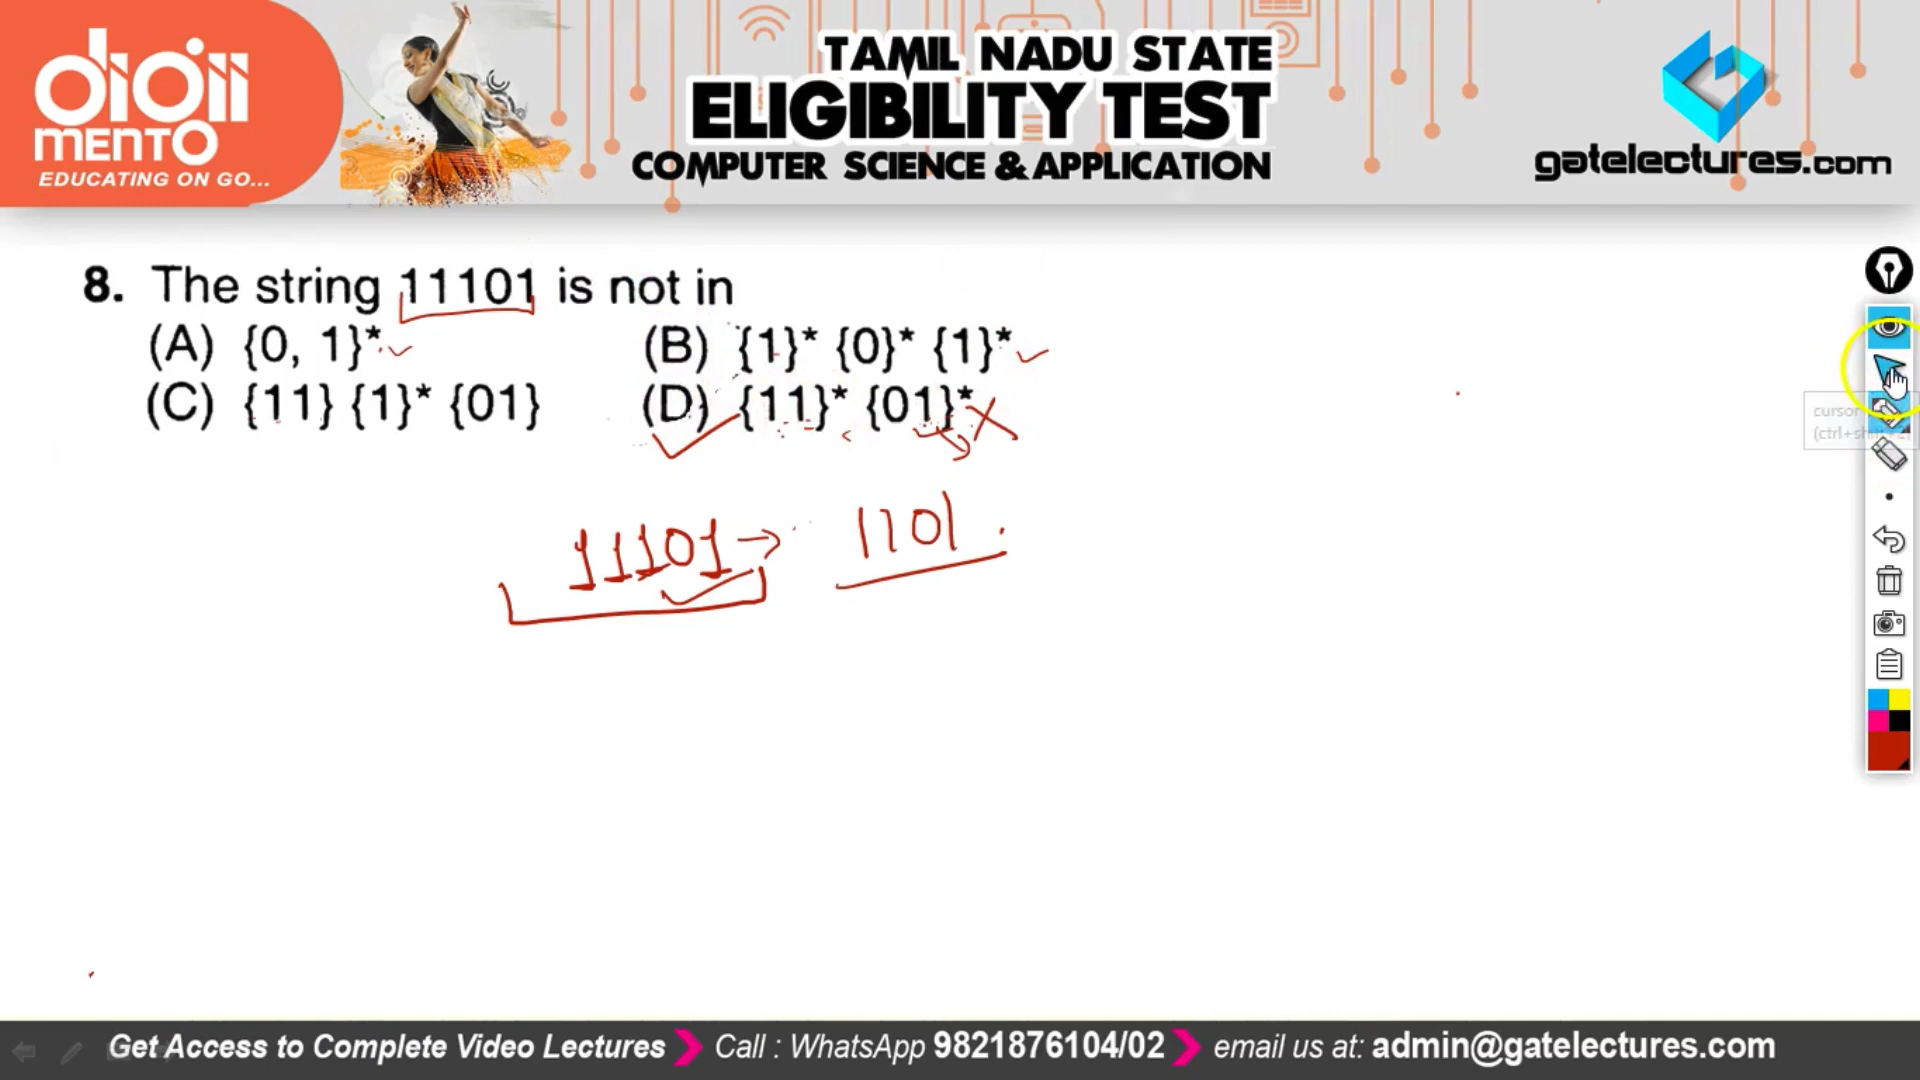 digii
MENTO
EDUCATING ON GO...
TAMIL NADU STATE
ELIGIBILITY TEST
COMPUTER SCIENCE & APPLICATION
gatelectures.com
8. The string 11101 is not in
(A) {0, 1}*
(B) {1}* {0}* {1}*
(C) {11} {1}* {01}
(D) {11}* {01}*
11101 → 1101
cursor
Get Access to Complete Video Lectures Call : WhatsApp 9821876104/02 email us at: admin@gatelectures.com